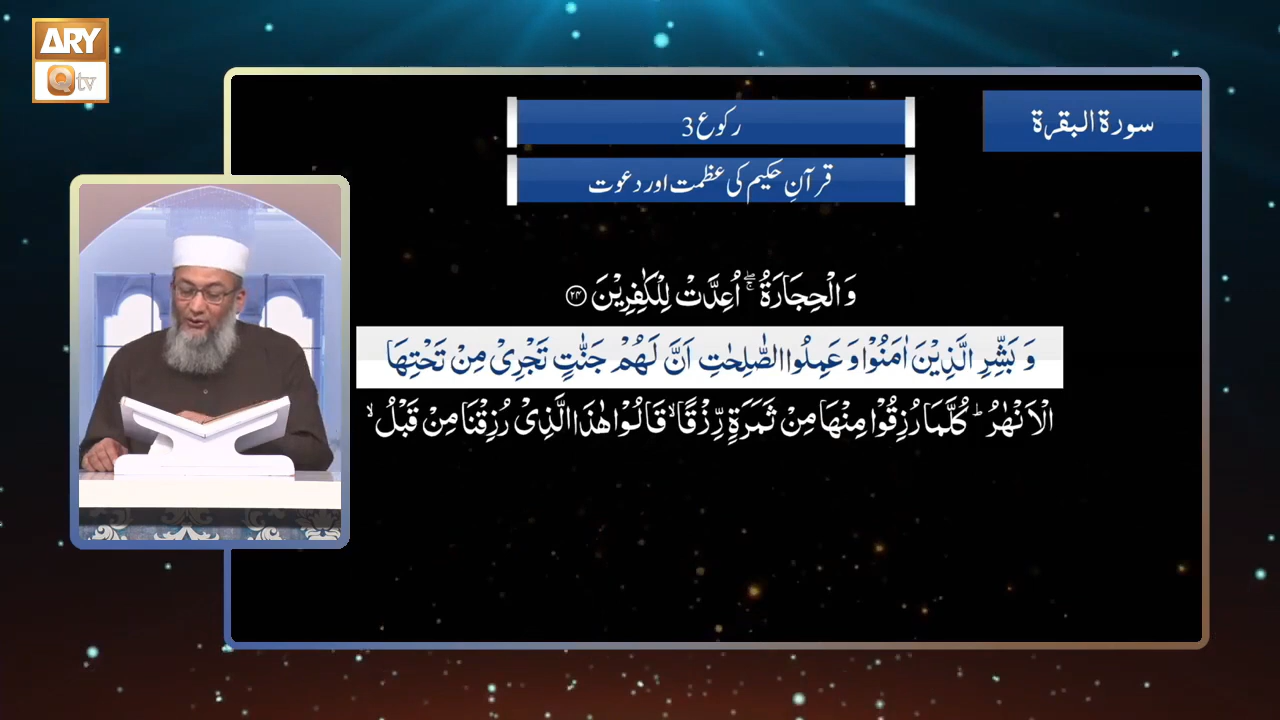 ARY
Qtv
سورۃ البقرۃ
رکوع 3
قرآنِ حکیم کی عظمت اور دعوت
وَالْحِجَارَةُ ۚۖ اُعِدَّتْ لِلْكٰفِرِیْنَ ﴿۲۴﴾
وَ بَشِّرِ الَّذِیْنَ اٰمَنُوْا وَ عَمِلُوا الصّٰلِحٰتِ اَنَّ لَهُمْ جَنّٰتٍ تَجْرِیْ مِنْ تَحْتِهَا
الْاَنْهٰرُ ؕ كُلَّمَا رُزِقُوْا مِنْهَا مِنْ ثَمَرَةٍ رِّزْقًا ۙ قَالُوْا هٰذَا الَّذِیْ رُزِقْنَا مِنْ قَبْلُ ۙ